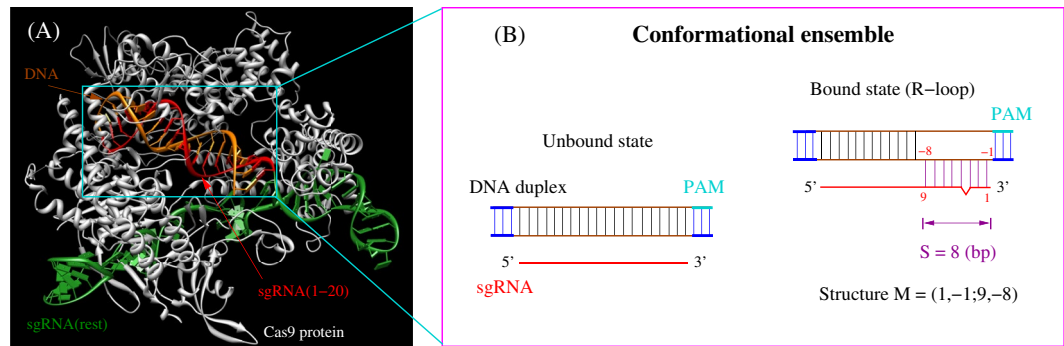 (A)
DNA
sgRNA(1−20)
sgRNA(rest)
Cas9 protein
(B)
Conformational ensemble
Unbound state
DNA duplex
PAM
5’
3’
sgRNA
Bound state (R−loop)
PAM
−8
−1
5’
9
1
3’
S = 8 (bp)
Structure M = (1,−1;9,−8)